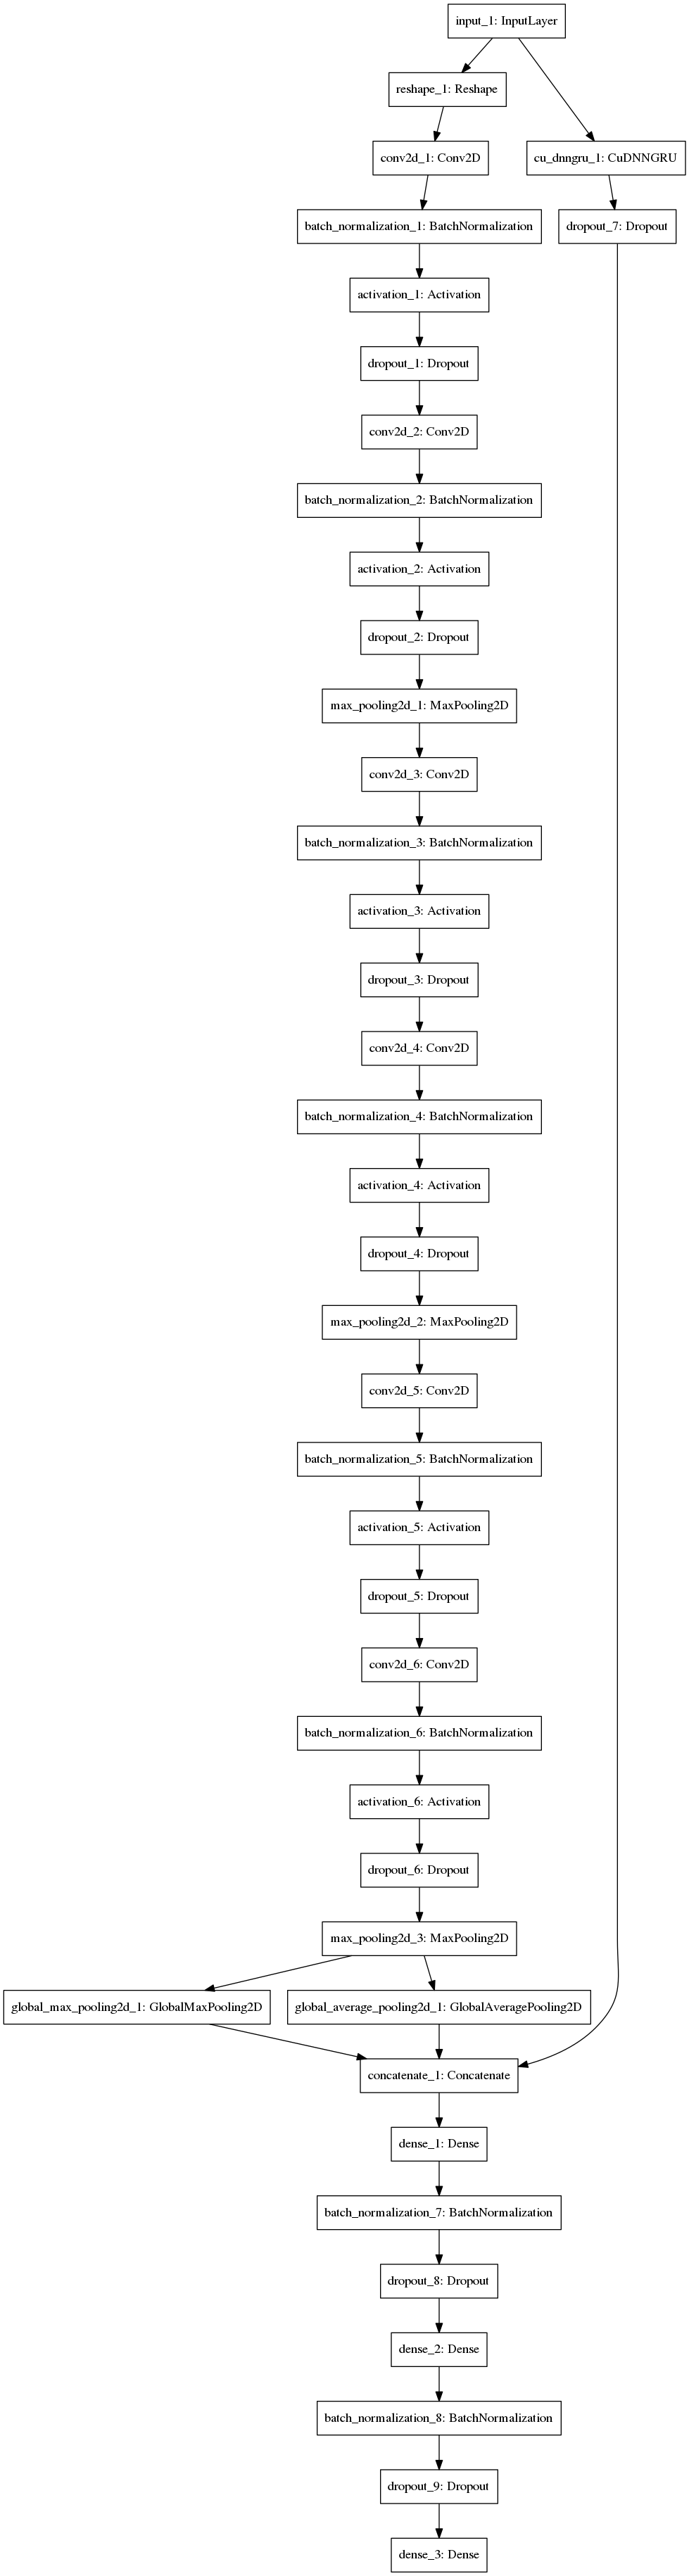 input_1: InputLayer
reshape_1: Reshape
conv2d_1: Conv2D
cu_dnngru_1: CuDNNGRU
batch_normalization_1: BatchNormalization
dropout_7: Dropout
activation_1: Activation
dropout_1: Dropout
conv2d_2: Conv2D
batch_normalization_2: BatchNormalization
activation_2: Activation
dropout_2: Dropout
max_pooling2d_1: MaxPooling2D
conv2d_3: Conv2D
batch_normalization_3: BatchNormalization
activation_3: Activation
dropout_3: Dropout
conv2d_4: Conv2D
batch_normalization_4: BatchNormalization
activation_4: Activation
dropout_4: Dropout
max_pooling2d_2: MaxPooling2D
conv2d_5: Conv2D
batch_normalization_5: BatchNormalization
activation_5: Activation
dropout_5: Dropout
conv2d_6: Conv2D
batch_normalization_6: BatchNormalization
activation_6: Activation
dropout_6: Dropout
max_pooling2d_3: MaxPooling2D
global_max_pooling2d_1: GlobalMaxPooling2D
global_average_pooling2d_1: GlobalAveragePooling2D
concatenate_1: Concatenate
dense_1: Dense
batch_normalization_7: BatchNormalization
dropout_8: Dropout
dense_2: Dense
batch_normalization_8: BatchNormalization
dropout_9: Dropout
dense_3: Dense